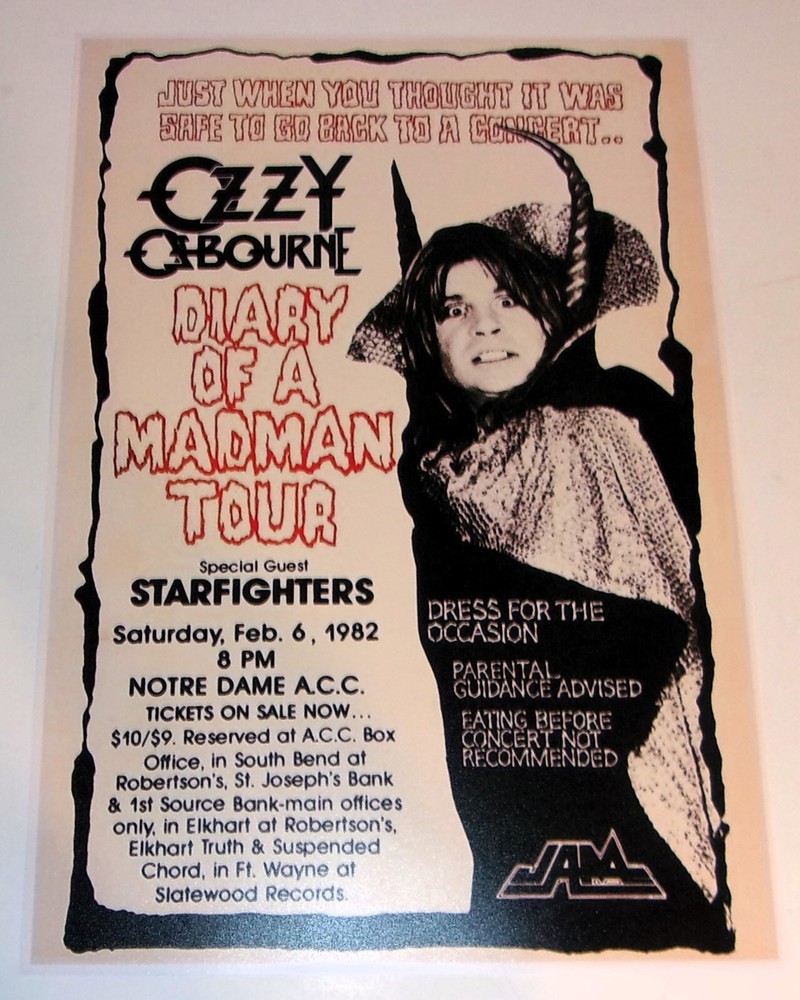 JUST WHEN YOU THOUGHT IT WAS
SAFE TO GO BACK TO A CONCERT..
OZZY
OZBOURNE
DIARY
OF A
MADMAN
TOUR
Special Guest
STARFIGHTERS
Saturday, Feb. 6, 1982
8 PM
NOTRE DAME A.C.C.
TICKETS ON SALE NOW...
$10/$9. Reserved at A.C.C. Box
Office, in South Bend at
Robertson's, St. Joseph's Bank
& 1st Source Bank-main offices
only, in Elkhart at Robertson's,
Elkhart Truth & Suspended
Chord, in Ft. Wayne at
Slatewood Records.
DRESS FOR THE
OCCASION
PARENTAL
GUIDANCE ADVISED
EATING BEFORE
CONCERT NOT
RECOMMENDED
JAM